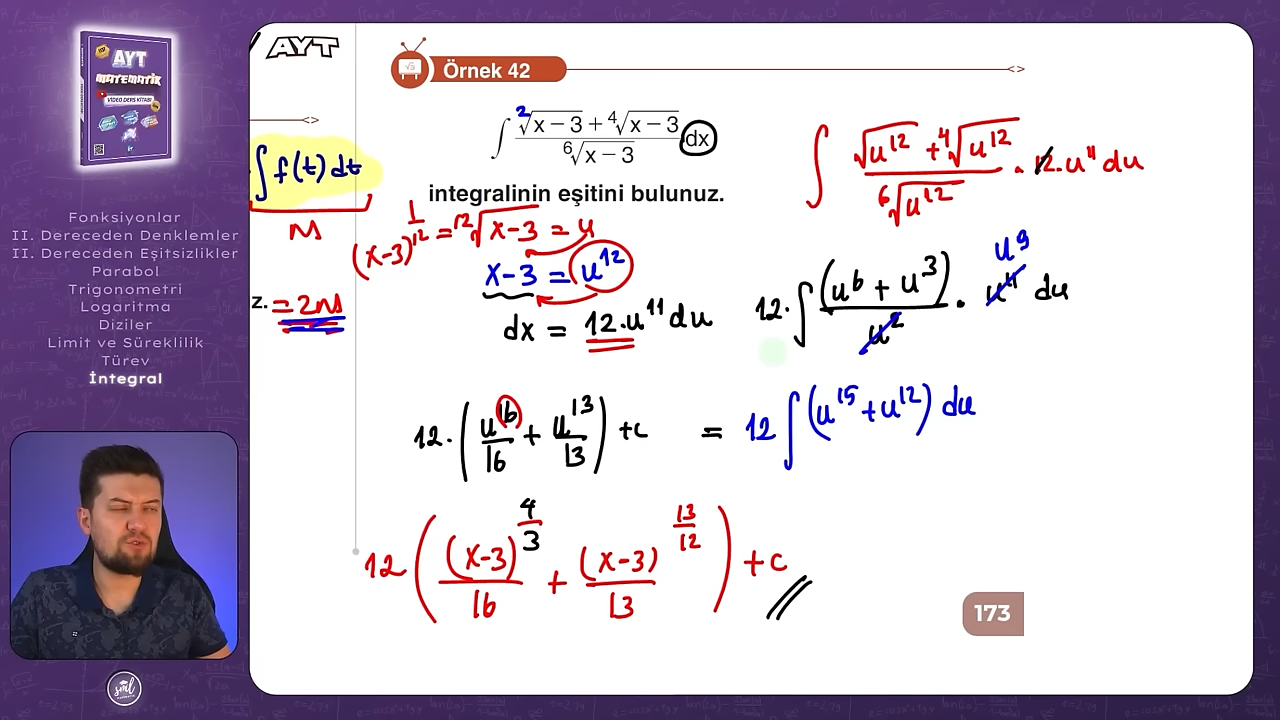 AYT
MATEMATİK
VIDEO DERS KİTABI
Fonksiyonlar
II. Dereceden Denklemler
II. Dereceden Eşitsizlikler
Parabol
Trigonometri
Logaritma
Diziler
Limit ve Süreklilik
Türev
İntegral
sml
AYT
∫ f(t) dt
M
z. = 2M
Örnek 42
∫ (²√(x – 3) + ⁴√(x – 3)) / ⁶√(x – 3) dx
integralinin eşitini bulunuz.
(x-3)^(1/12) = ¹²√(x-3) = u
x-3 = u¹²
dx = 12.u¹¹ du
∫ (√(u¹²) + ⁴√(u¹²)) / ⁶√(u¹²) . 12.u¹¹ du
u⁹
12. ∫ (u⁶ + u³) / u² . u¹¹ du
12. (u¹⁶/16 + u¹³/13) + c = 12 ∫ (u¹⁵ + u¹²) du
12 ((x-3)^(4/3)/16 + (x-3)^(13/12)/13) + c
173